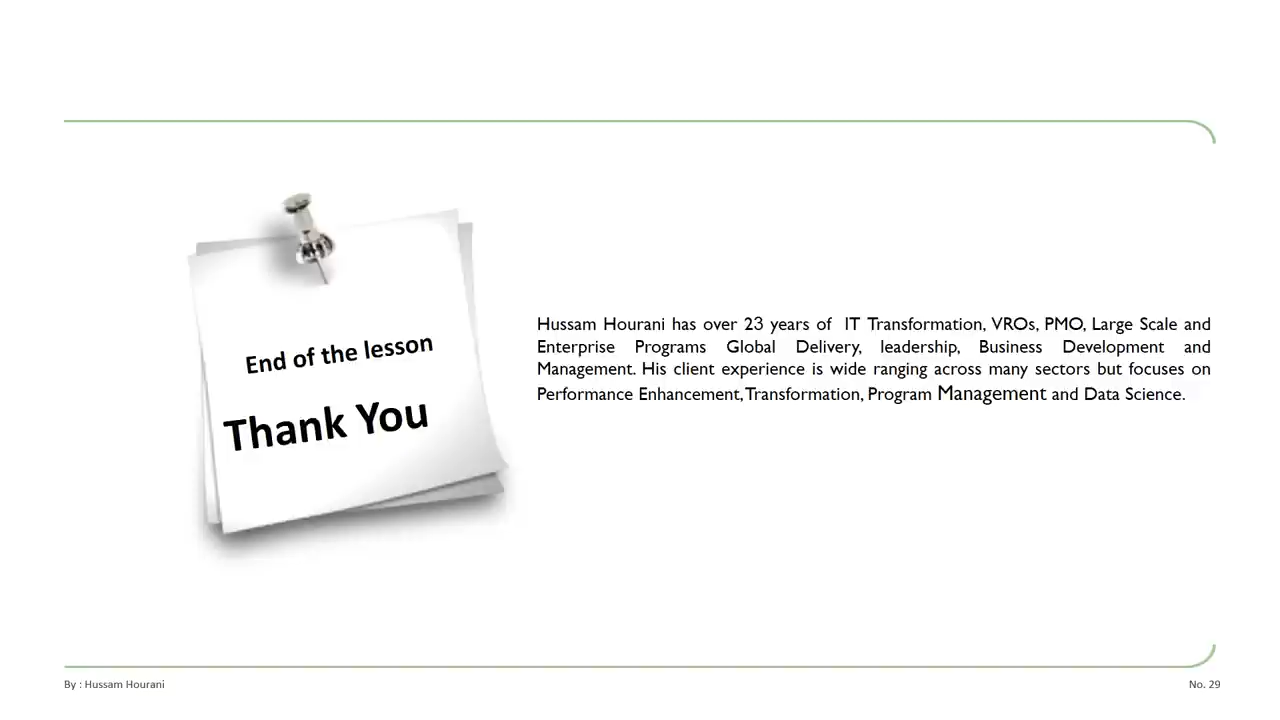 End of the lesson
Thank You
Hussam Hourani has over 23 years of IT Transformation, VROs, PMO, Large Scale and
Enterprise Programs Global Delivery, leadership, Business Development and
Management. His client experience is wide ranging across many sectors but focuses on
Performance Enhancement, Transformation, Program Management and Data Science.
By : Hussam Hourani
No. 29